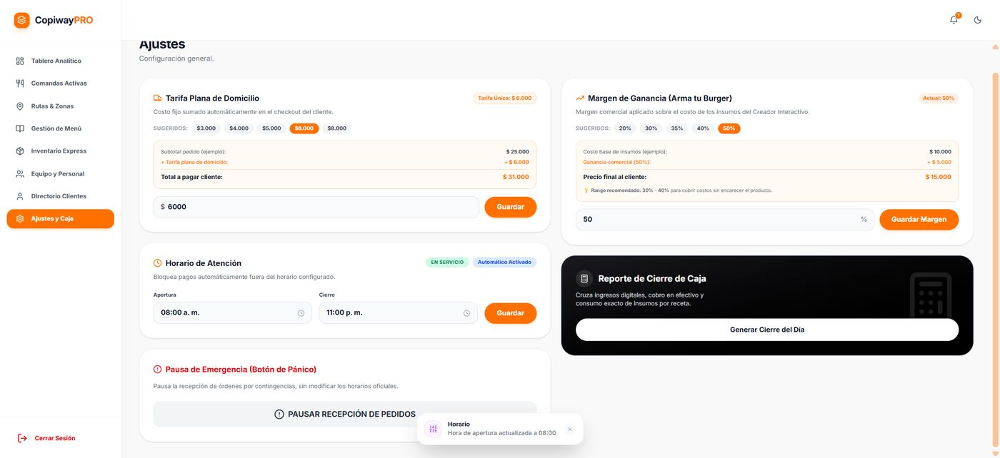 CopiwayPRO
1
Tablero Analítico
Comandas Activas
Rutas & Zonas
Gestión de Menú
Inventario Express
Equipo y Personal
Directorio Clientes
Ajustes y Caja
Cerrar Sesión
Ajustes
Configuración general.
Tarifa Plana de Domicilio
Tarifa Única: $ 6.000
Costo fijo sumado automáticamente en el checkout del cliente.
SUGERIDOS: $3.000 $4.000 $5.000 $6.000 $8.000
Subtotal pedido (ejemplo): $ 25.000
+ Tarifa plana de domicilio: + $ 6.000
Total a pagar cliente: $ 31.000
$ 6000
Guardar
Horario de Atención
EN SERVICIO
Automático Activado
Bloquea pagos automáticamente fuera del horario configurado.
Apertura
Cierre
08:00 a. m.
11:00 p. m.
Guardar
Pausa de Emergencia (Botón de Pánico)
Pausa la recepción de órdenes por contingencias, sin modificar los horarios oficiales.
PAUSAR RECEPCIÓN DE PEDIDOS
Margen de Ganancia (Arma tu Burger)
Actual: 50%
Margen comercial aplicado sobre el costo de los insumos del Creador Interactivo.
SUGERIDOS: 20% 30% 35% 40% 50%
Costo base de insumos (ejemplo): $ 10.000
Ganancia comercial (50%): + $ 5.000
Precio final al cliente: $ 15.000
Rango recomendado: 30% - 40% para cubrir costos sin encarecer el producto.
50 %
Guardar Margen
Reporte de Cierre de Caja
Cruza ingresos digitales, cobro en efectivo y
consumo exacto de insumos por receta.
Generar Cierre del Día
Horario
Hora de apertura actualizada a 08:00